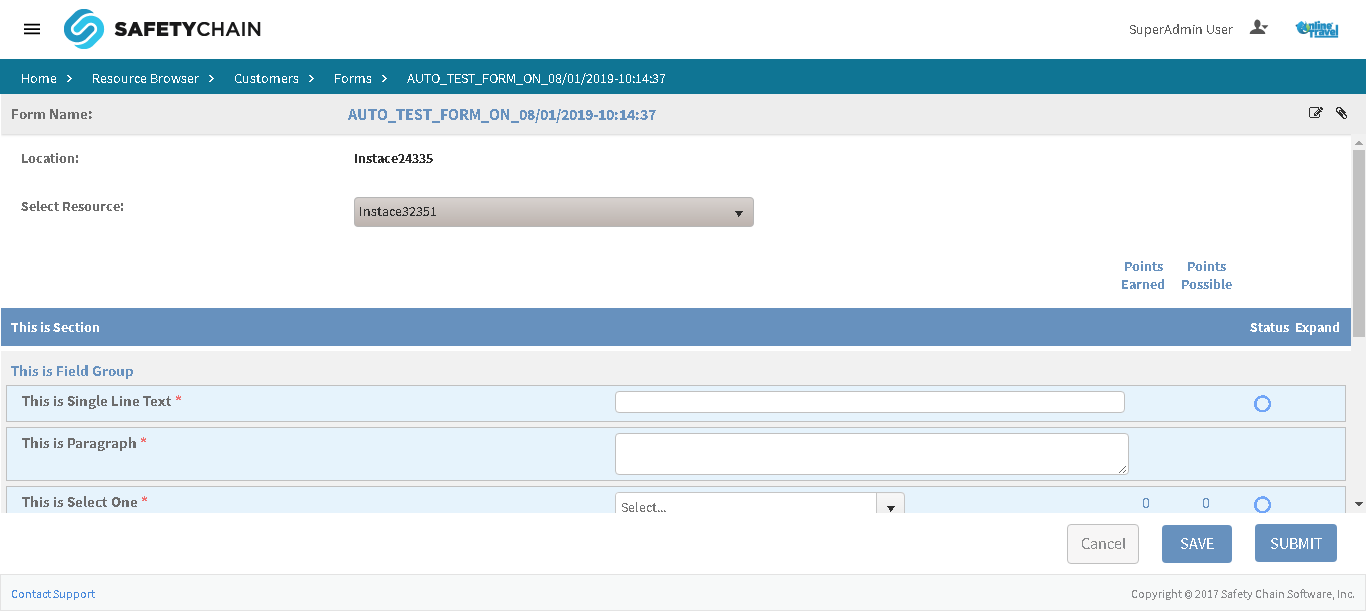 SAFETYCHAIN
SuperAdmin User
Online Travel
Home > Resource Browser > Customers > Forms > AUTO_TEST_FORM_ON_08/01/2019-10:14:37
Form Name: AUTO_TEST_FORM_ON_08/01/2019-10:14:37
Location: Instace24335
Select Resource: Instace32351
Points Points
Earned Possible
This is Section Status Expand
This is Field Group
This is Single Line Text *
This is Paragraph *
This is Select One * Select... 0 0
Cancel SAVE SUBMIT
Contact Support Copyright © 2017 Safety Chain Software, Inc.